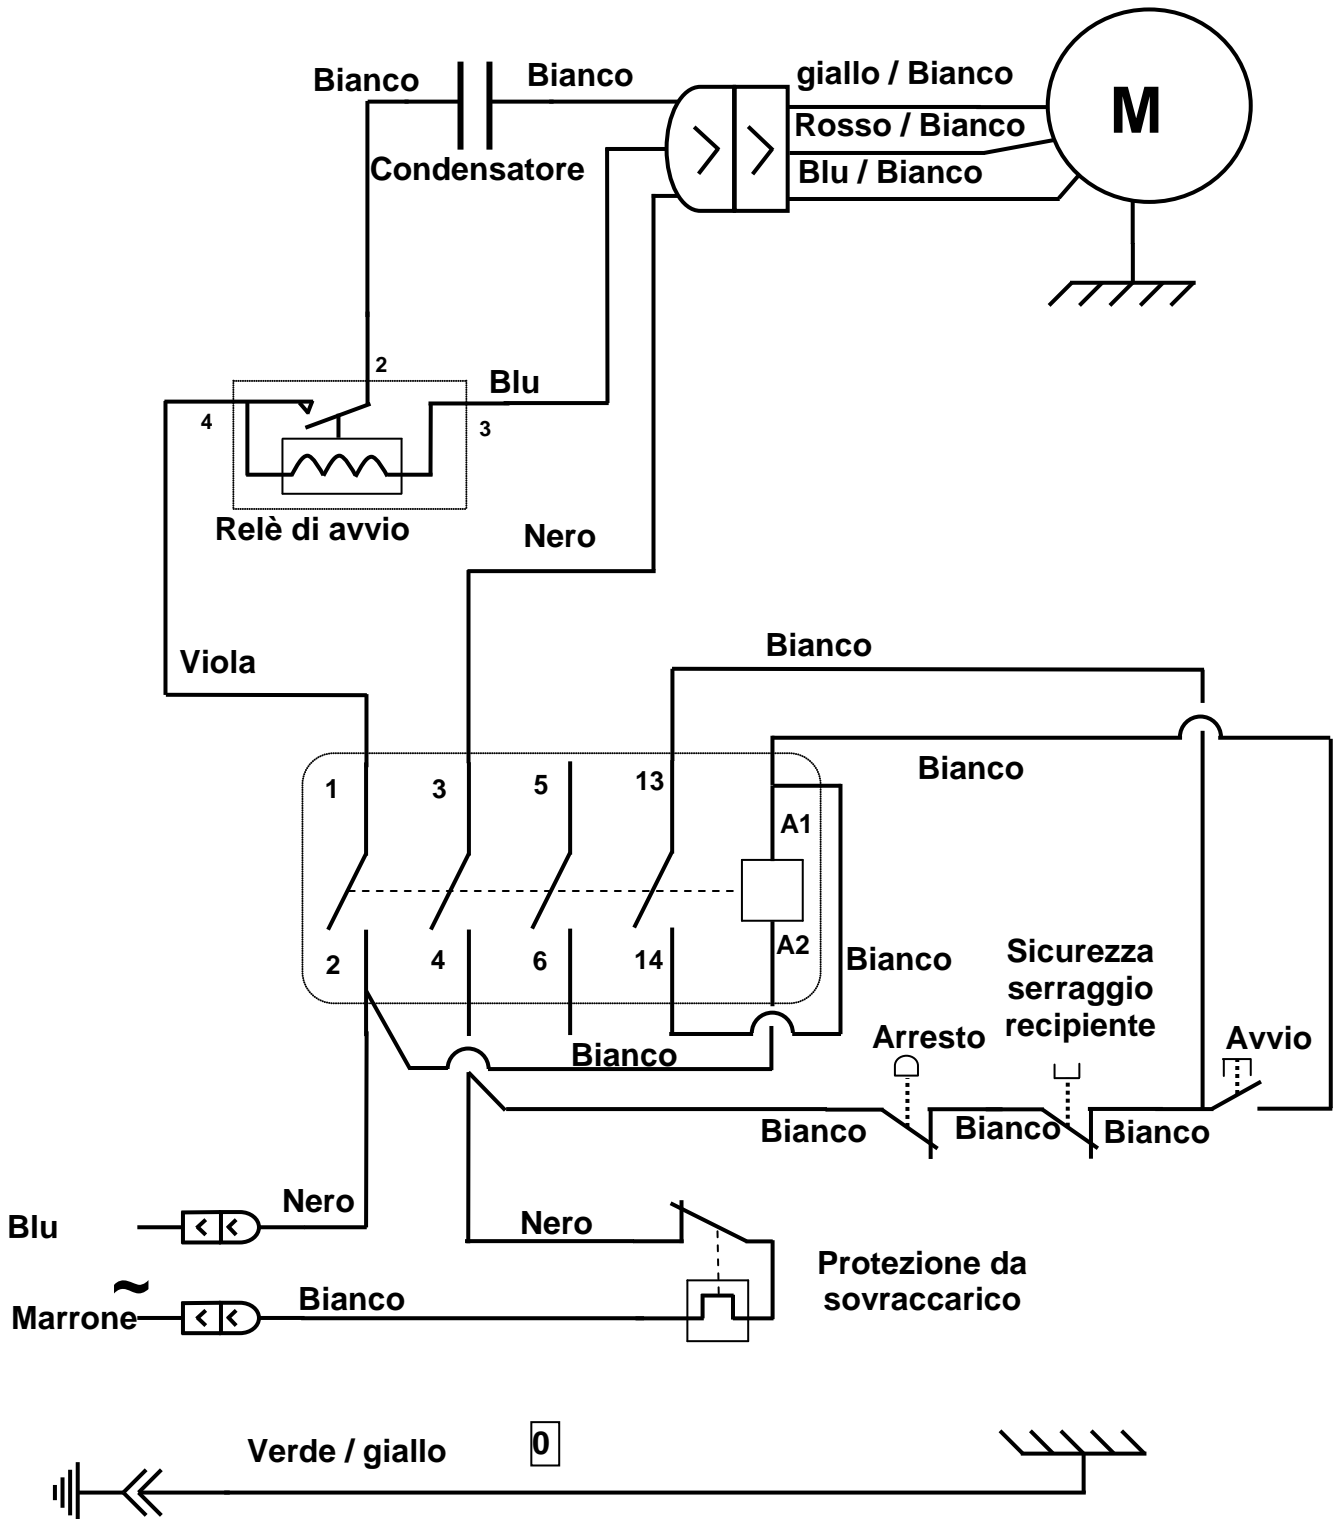 Bianco
Bianco
giallo / Bianco
M
Rosso / Bianco
Condensatore
Blu / Bianco
2
Blu
4
3
Relè di avvio
Nero
Bianco
Viola
Bianco
1
3
5
13
A1
2
4
6
14
A2
Bianco
Sicurezza
serraggio
recipiente
Arresto
Avvio
Bianco
Bianco
Bianco
Bianco
Nero
Blu
Nero
Protezione da
sovraccarico
~
Marrone
Bianco
Verde / giallo
0